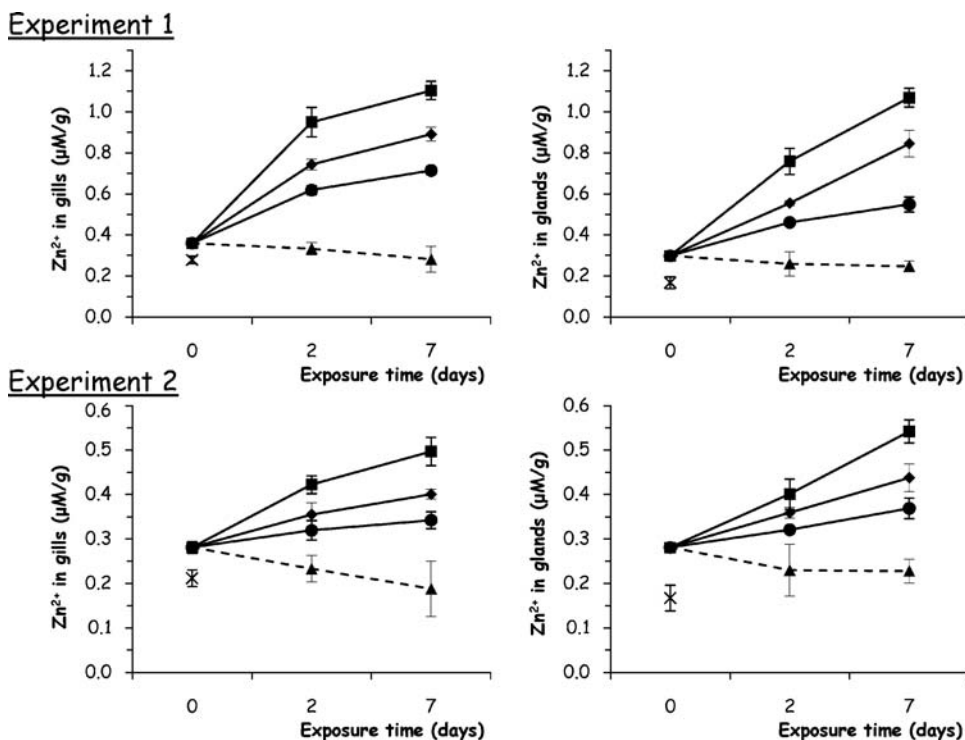 Experiment 1
Zn²⁺ in gills (µM/g)
1.2
1.0
0.8
0.6
0.4
0.2
0.0
0 2 7
Exposure time (days)
Zn²⁺ in glands (µM/g)
1.2
1.0
0.8
0.6
0.4
0.2
0.0
0 2 7
Exposure time (days)
Experiment 2
Zn²⁺ in gills (µM/g)
0.6
0.5
0.4
0.3
0.2
0.1
0.0
0 2 7
Exposure time (days)
Zn²⁺ in glands (µM/g)
0.6
0.5
0.4
0.3
0.2
0.1
0.0
0 2 7
Exposure time (days)